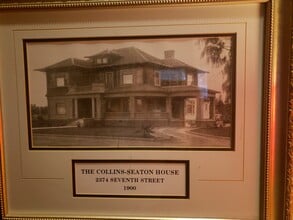 THE COLLINS-SEATON HOUSE
2374 SEVENTH STREET
1900